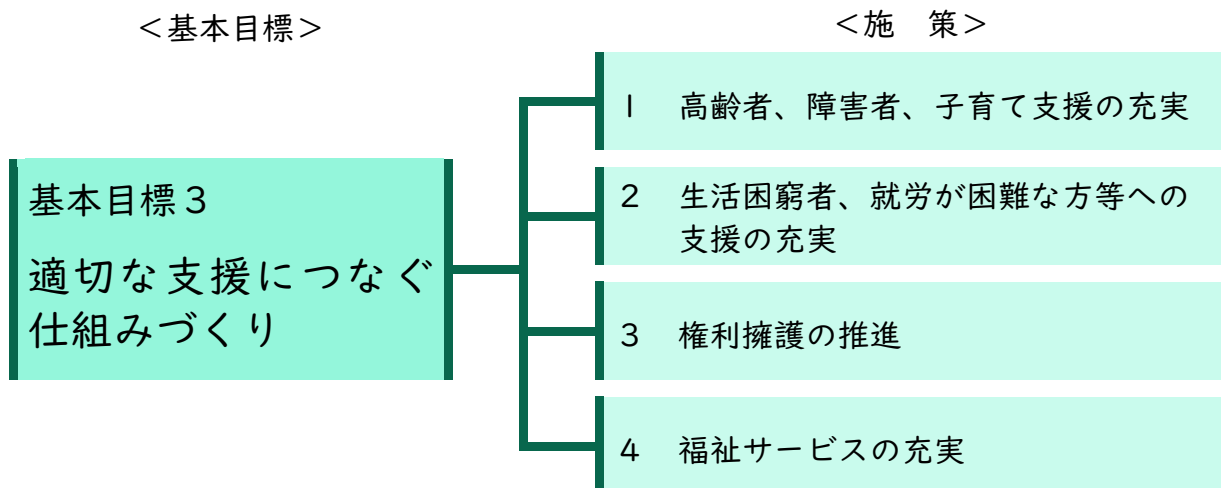 ＜基本目標＞
＜施　策＞
基本目標３
適切な支援につなぐ
仕組みづくり
１　高齢者、障害者、子育て支援の充実
２　生活困窮者、就労が困難な方等への
支援の充実
３　権利擁護の推進
４　福祉サービスの充実